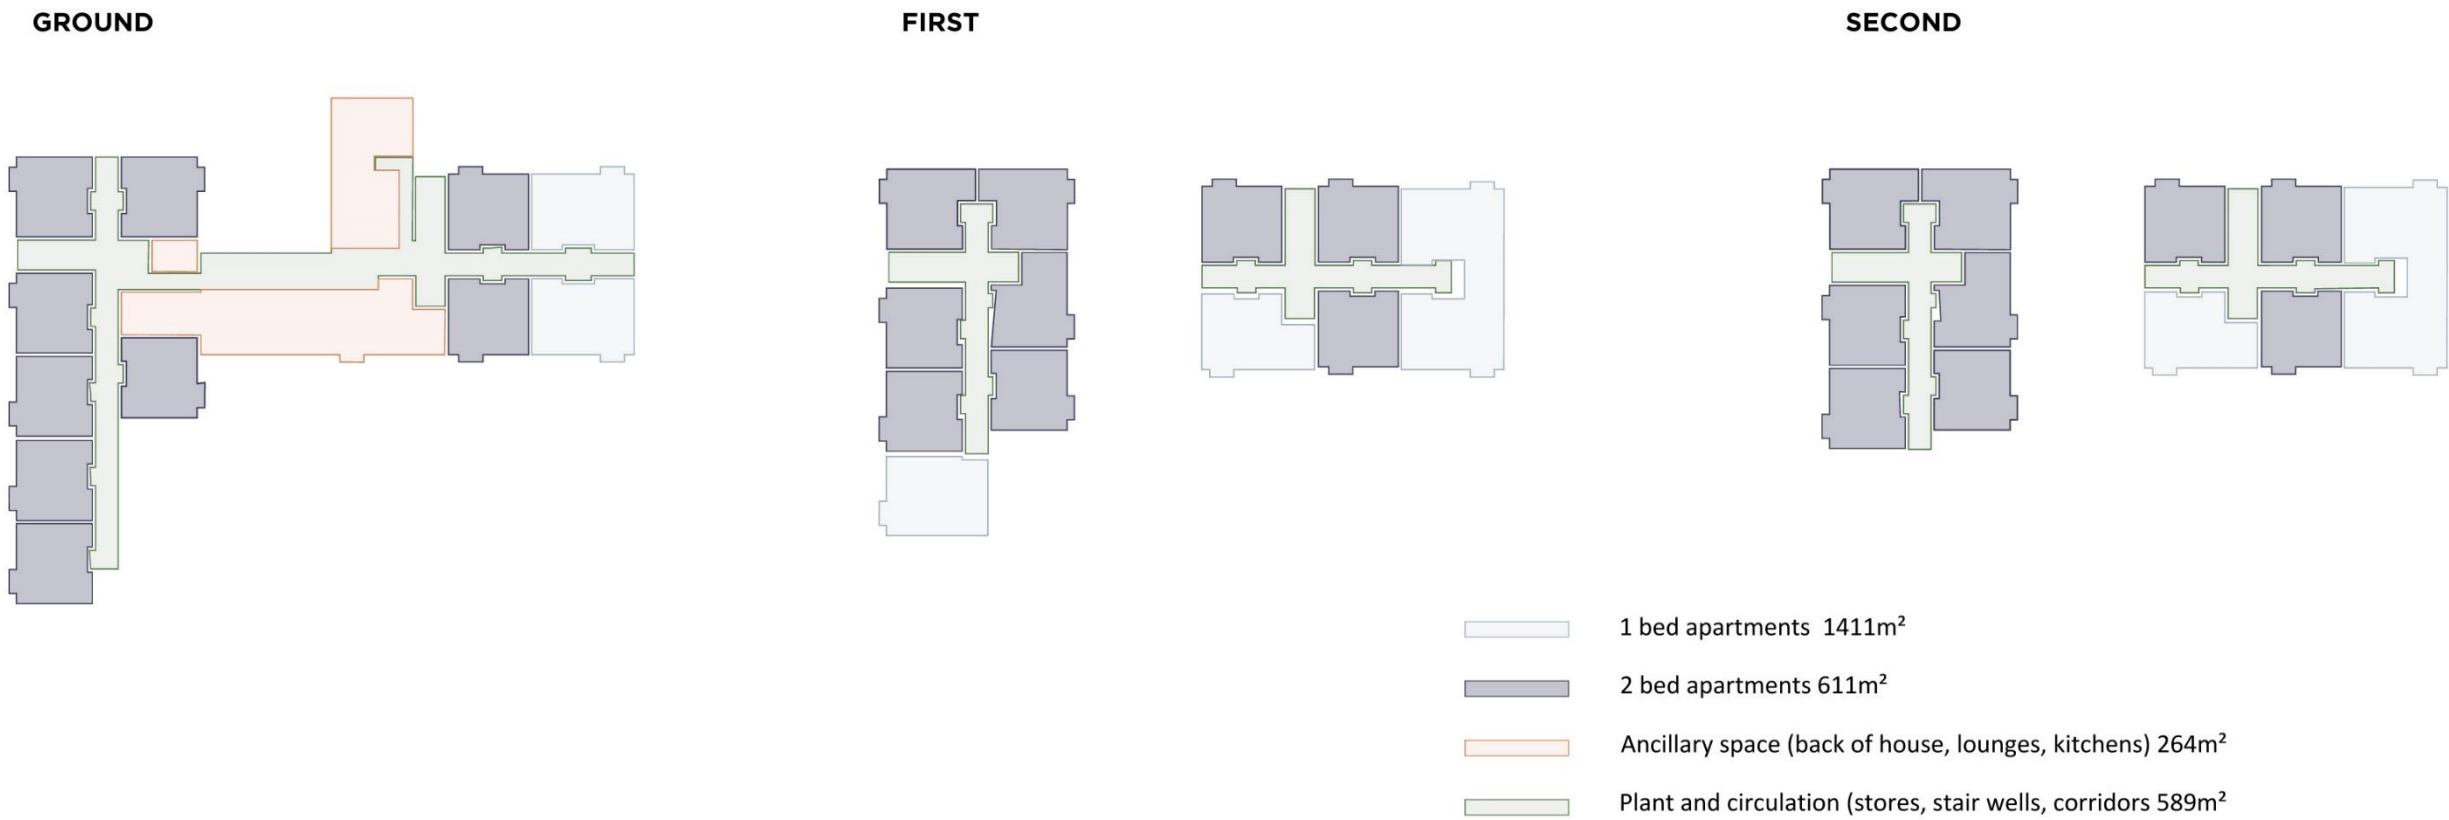 GROUND
FIRST
SECOND
1 bed apartments 1411m²
2 bed apartments 611m²
Ancillary space (back of house, lounges, kitchens) 264m²
Plant and circulation (stores, stair wells, corridors 589m²